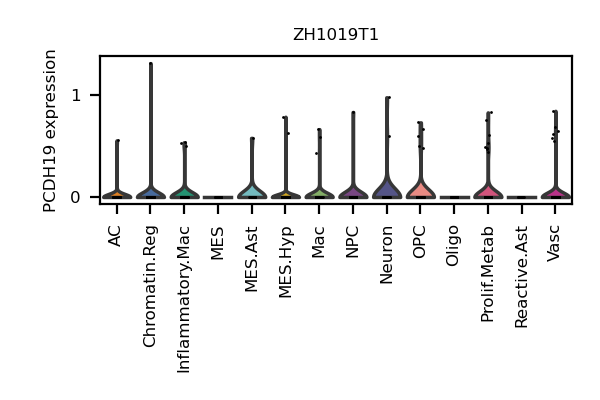 ZH1019T1
PCDH19 expression
1
0
AC
Chromatin.Reg
Inflammatory.Mac
MES
MES.Ast
MES.Hyp
Mac
NPC
Neuron
OPC
Oligo
Prolif.Metab
Reactive.Ast
Vasc